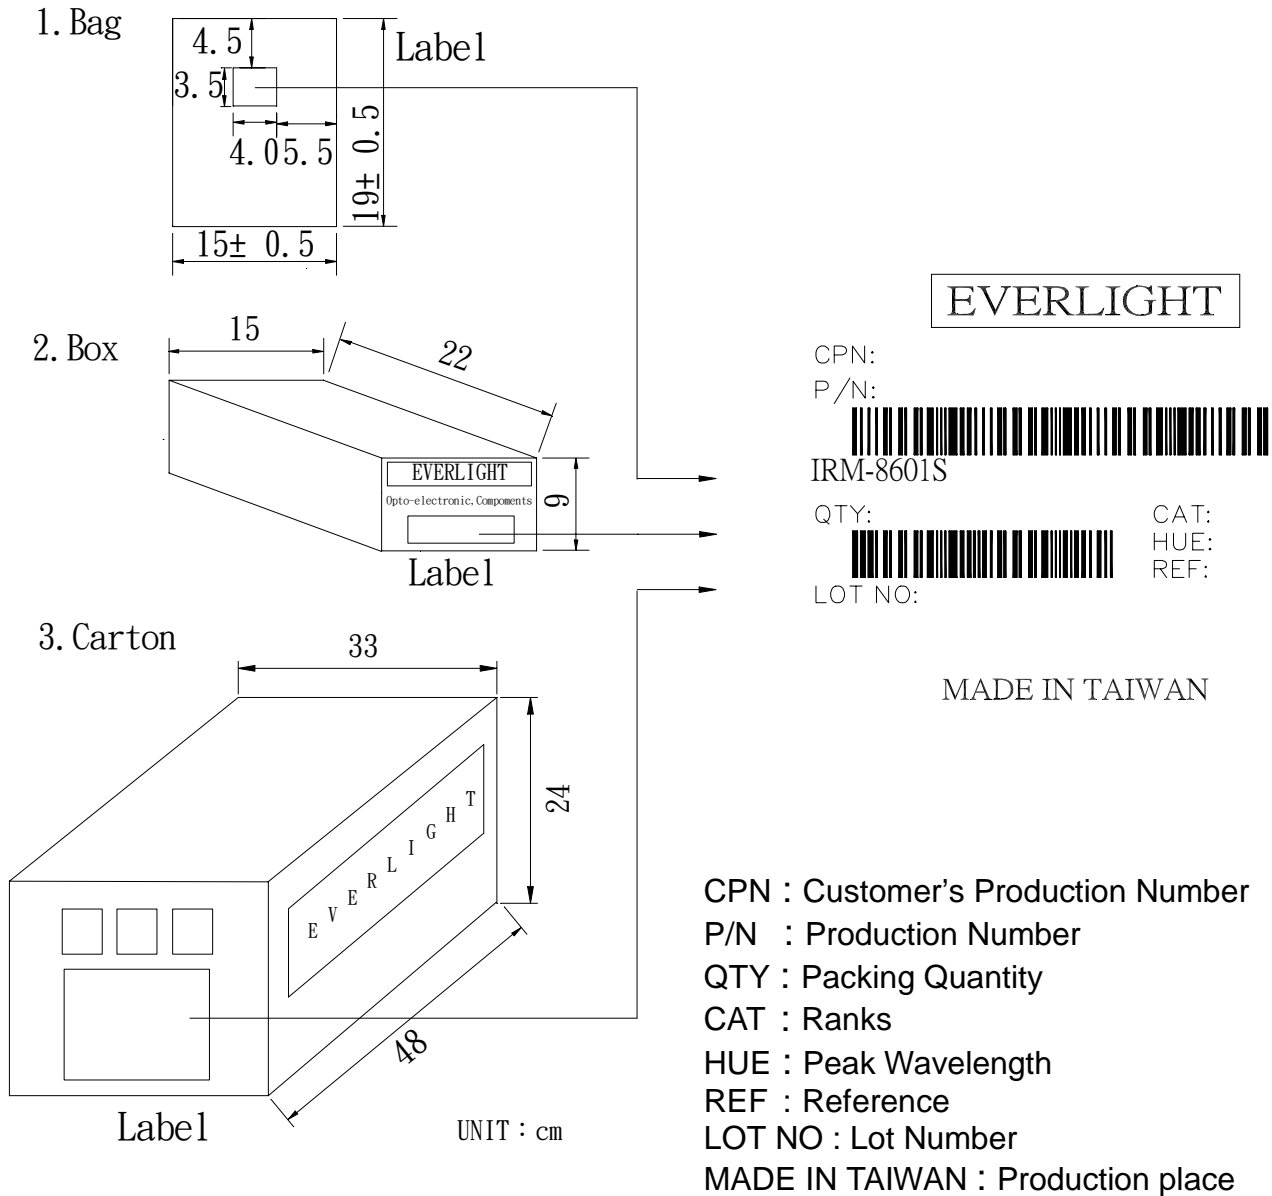 1. Bag
4.5
Label
3.5
4.0 5.5
19± 0.5
15± 0.5
2. Box
15
22
EVERLIGHT
Opto-electronic, Compoments
9
Label
3. Carton
33
24
EVERLIGHT
48
Label
UNIT：cm
EVERLIGHT
CPN:
P/N:
IRM-8601S
QTY:
CAT:
HUE:
REF:
LOT NO:
MADE IN TAIWAN
CPN：Customer’s Production Number
P/N ：Production Number
QTY：Packing Quantity
CAT ：Ranks
HUE：Peak Wavelength
REF：Reference
LOT NO : Lot Number
MADE IN TAIWAN：Production place